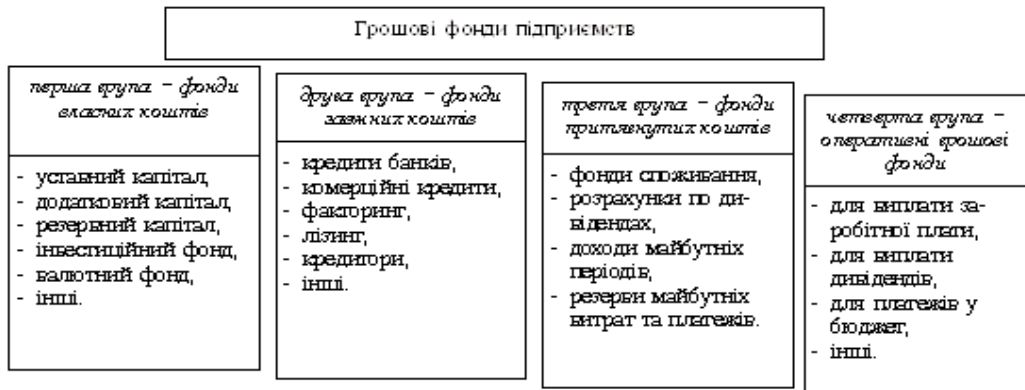 Грошові фонди підприємств
перша група – фонди
власних коштів
- уставний капітал,
- додатковий капітал,
- резервний капітал,
- інвестиційний фонд,
- валютний фонд,
- інші.
друга група – фонди
заємних коштів
- кредити банків,
- комерційні кредити,
- факторинг,
- лізинг,
- кредитори,
- інші.
третя група – фонди
притягнутих коштів
- фонди споживання,
- розрахунки по ди-
відендах,
- доходи майбутніх
періодів,
- резерви майбутніх
витрат та платежів.
четверта група –
оперативні грошові
фонди
- для виплати за-
робітної плати,
- для виплати
дивідендів,
- для платежів у
бюджет,
- інші.